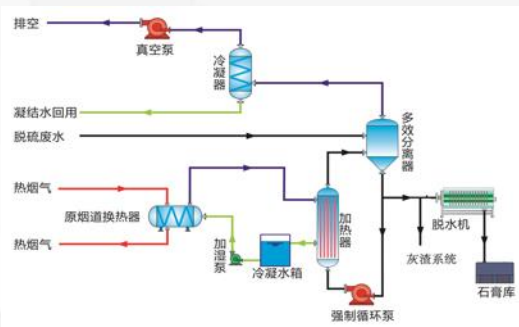 排空
真空泵
冷凝器
凝结水回用
脱硫废水
多效分离器
热烟气
原烟道换热器
热烟气
加湿泵
冷凝水箱
加热器
强制循环泵
脱水机
灰渣系统
石膏库